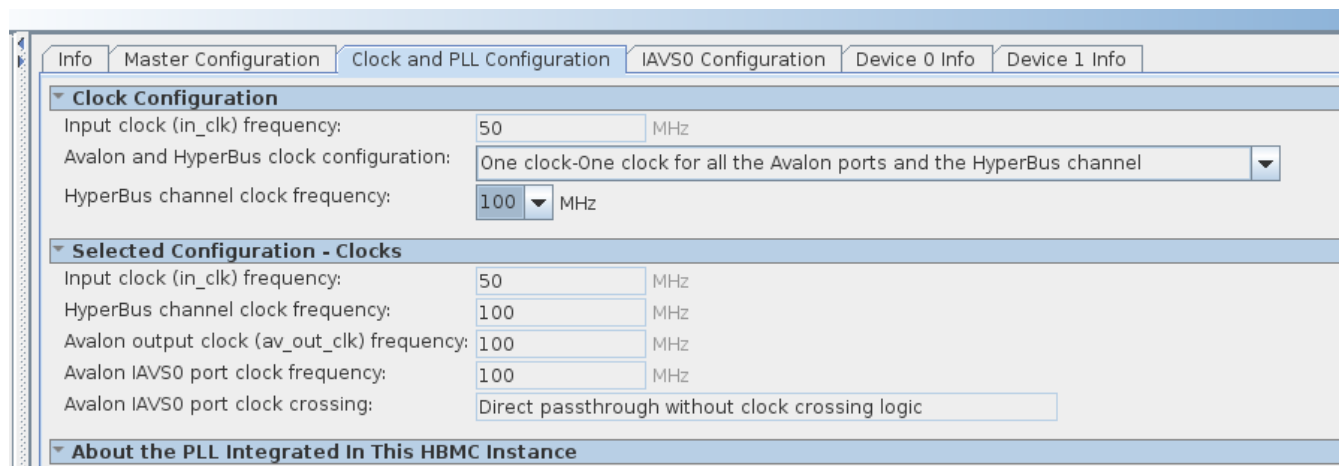 Info Master Configuration Clock and PLL Configuration IAVS0 Configuration Device 0 Info Device 1 Info
Clock Configuration
Input clock (in_clk) frequency: 50 MHz
Avalon and HyperBus clock configuration: One clock-One clock for all the Avalon ports and the HyperBus channel
HyperBus channel clock frequency: 100 MHz
Selected Configuration - Clocks
Input clock (in_clk) frequency: 50 MHz
HyperBus channel clock frequency: 100 MHz
Avalon output clock (av_out_clk) frequency: 100 MHz
Avalon IAVS0 port clock frequency: 100 MHz
Avalon IAVS0 port clock crossing: Direct passthrough without clock crossing logic
About the PLL Integrated In This HBMC Instance